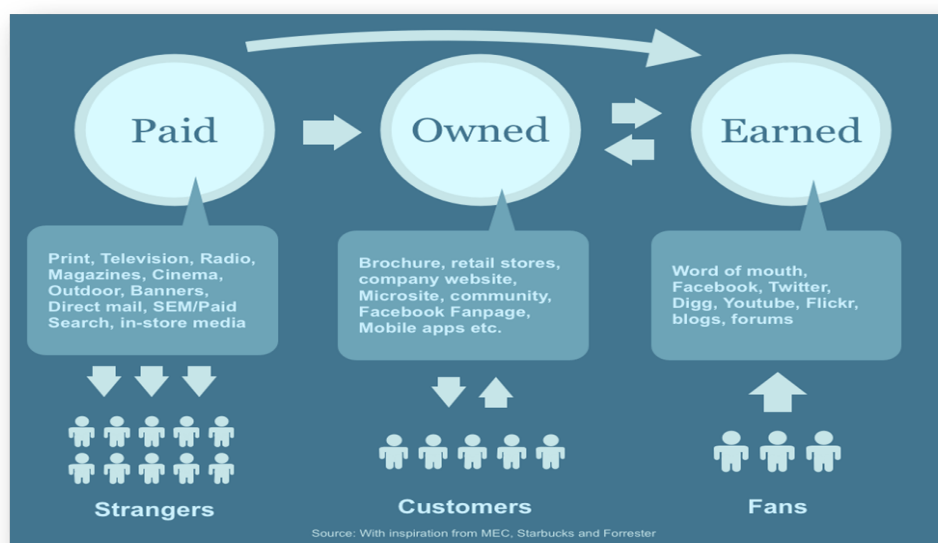 Paid
Owned
Earned
Print, Television, Radio,
Magazines, Cinema,
Outdoor, Banners,
Direct mail, SEM/Paid
Search, in-store media
Brochure, retail stores,
company website,
Microsite, community,
Facebook Fanpage,
Mobile apps etc.
Word of mouth,
Facebook, Twitter,
Digg, Youtube, Flickr,
blogs, forums
Strangers
Customers
Fans
Source: With inspiration from MEC, Starbucks and Forrester